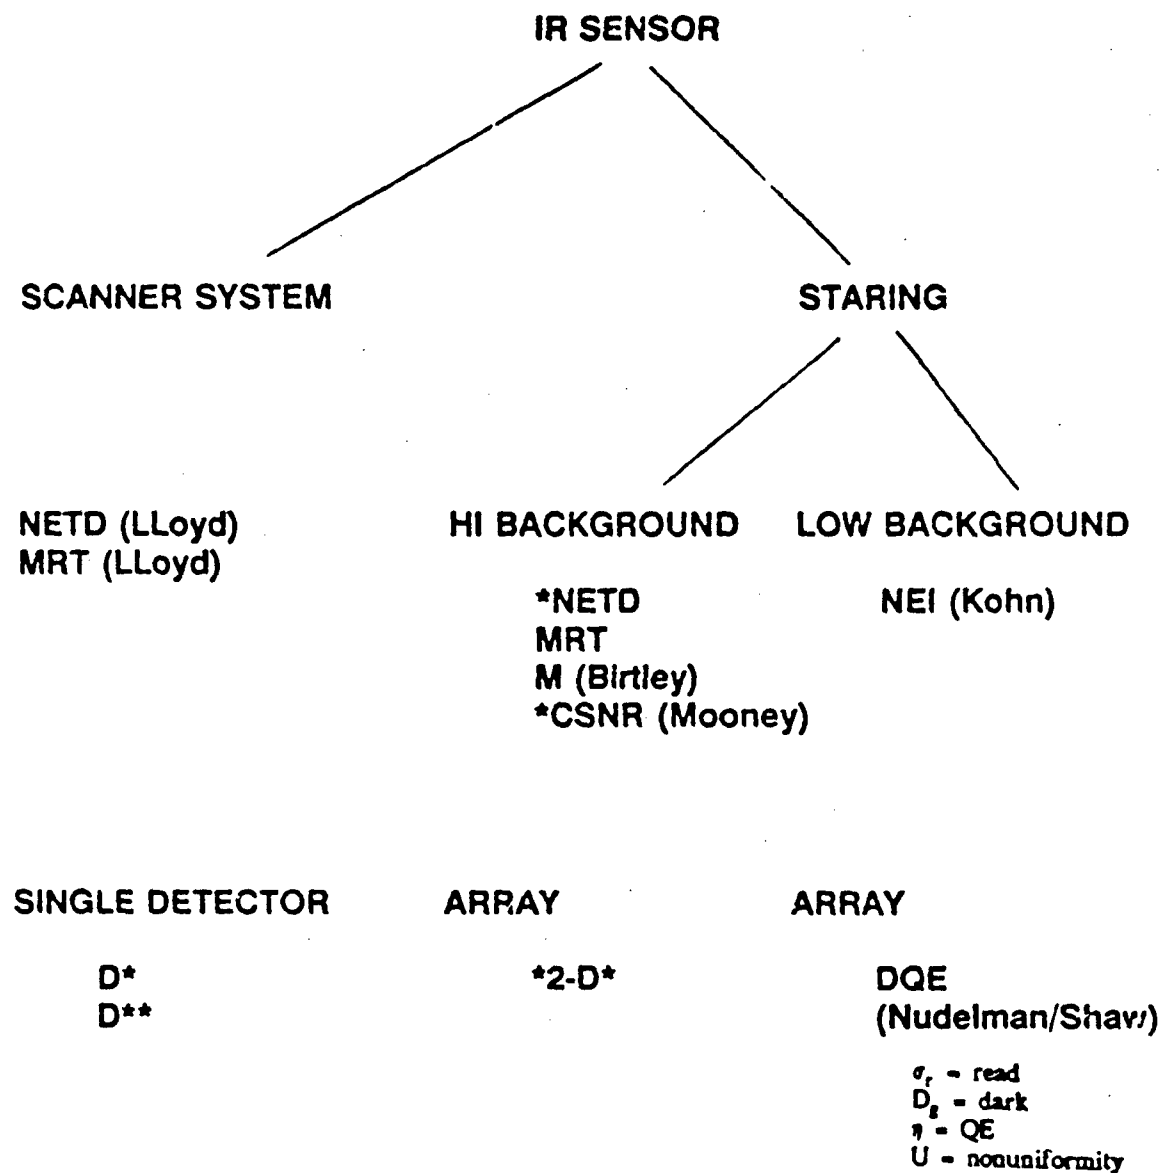 IR SENSOR
SCANNER SYSTEM
STARING
NETD (LLoyd)
MRT (LLoyd)
HI BACKGROUND
*NETD
MRT
M (Birtley)
*CSNR (Mooney)
LOW BACKGROUND
NEI (Kohn)
SINGLE DETECTOR
D*
D**
ARRAY
*2-D*
ARRAY
DQE
(Nudelman/Shaw)
σr = read
Dg = dark
η = QE
U = nonuniformity